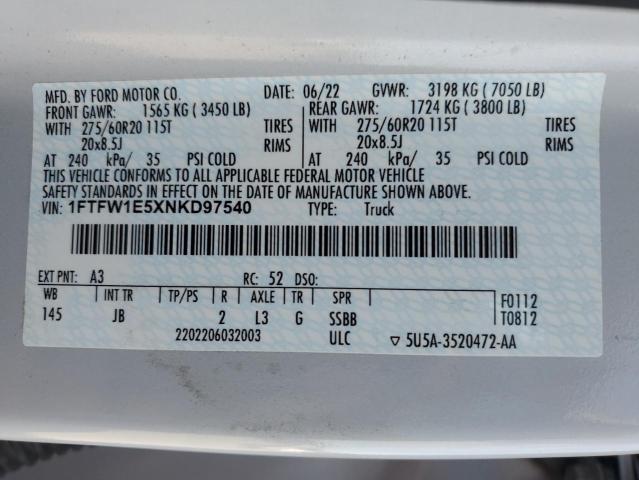 MFD. BY FORD MOTOR CO.
DATE: 06/22 GVWR: 3198 KG ( 7050 LB)
FRONT GAWR: 1565 KG ( 3450 LB)
WITH 275/60R20 115T TIRES
20x8.5J RIMS
AT 240 kPa/ 35 PSI COLD
REAR GAWR: 1724 KG ( 3800 LB)
WITH 275/60R20 115T TIRES
20x8.5J RIMS
AT 240 kPa/ 35 PSI COLD
THIS VEHICLE CONFORMS TO ALL APPLICABLE FEDERAL MOTOR VEHICLE
SAFETY STANDARDS IN EFFECT ON THE DATE OF MANUFACTURE SHOWN ABOVE.
VIN: 1FTFW1E5XNKD97540 TYPE: Truck
EXT PNT: A3 RC: 52 DSO:
WB INT TR TP/PS R AXLE TR SPR
145 JB 2 L3 G SSBB
F0112
T0812
2202206032003 ULC ▽ 5U5A-3520472-AA